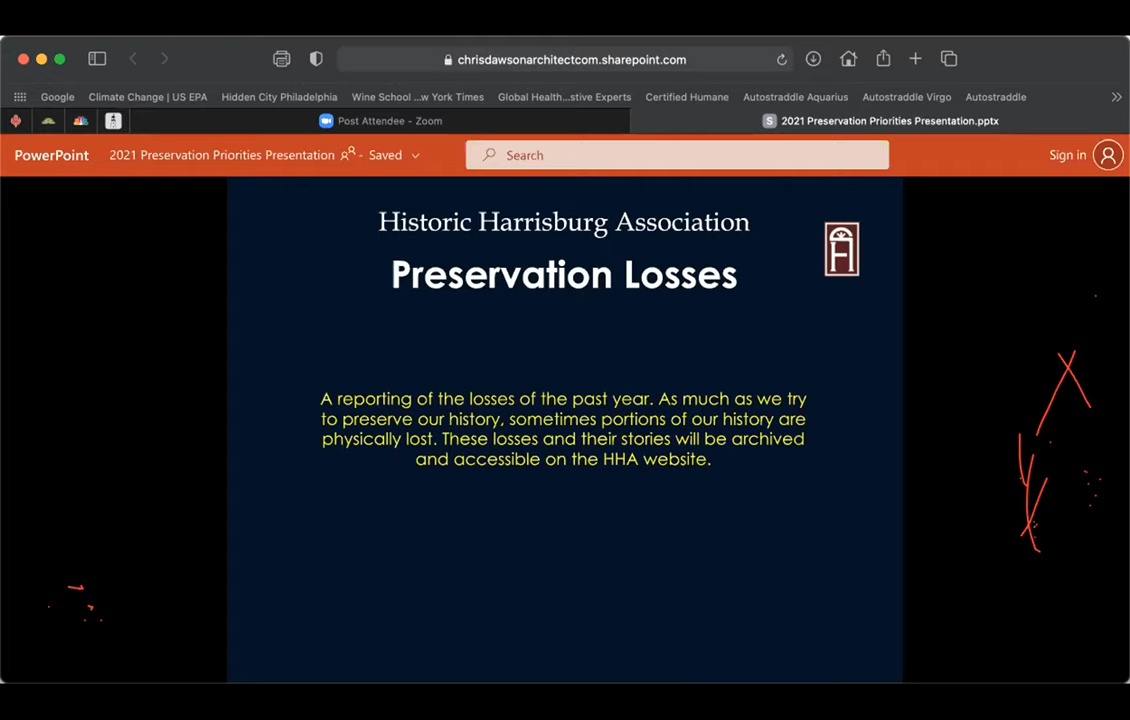 chrisdawsonarchitectcom.sharepoint.com
Google Climate Change | US EPA Hidden City Philadelphia Wine School ...w York Times Global Health...stive Experts Certified Humane Autostraddle Aquarius Autostraddle Virgo Autostraddle
Post Attendee - Zoom S 2021 Preservation Priorities Presentation.pptx
PowerPoint 2021 Preservation Priorities Presentation - Saved Search Sign in
Historic Harrisburg Association
H
Preservation Losses
A reporting of the losses of the past year. As much as we try
to preserve our history, sometimes portions of our history are
physically lost. These losses and their stories will be archived
and accessible on the HHA website.